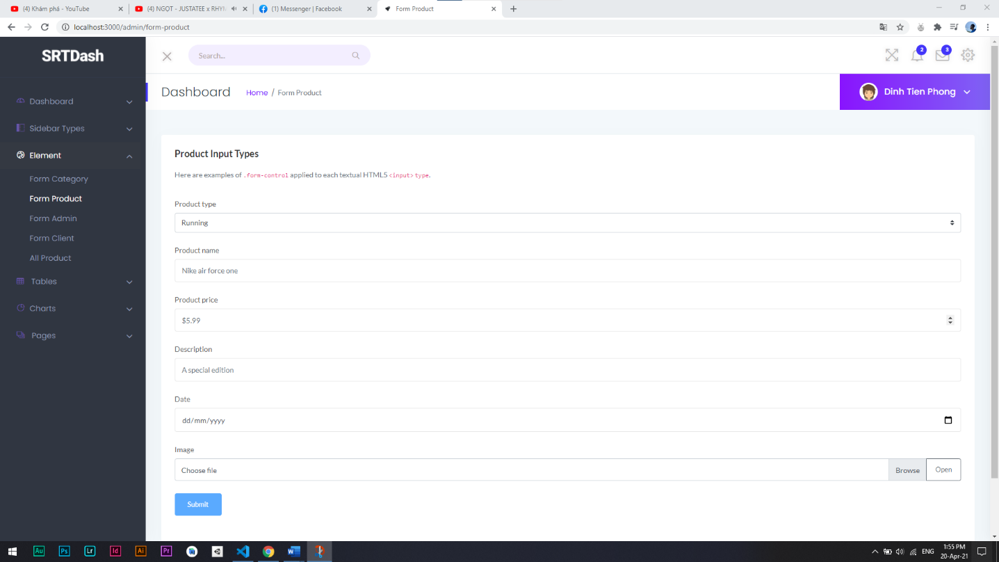 (4) Khám phá - YouTube
(4) NGỌT - JUSTATEE x RHYM
(1) Messenger | Facebook
Form Product
localhost:3000/admin/form-product
SRTDash
Search...
2
3
Dashboard
Home / Form Product
Dinh Tien Phong
Dashboard
Sidebar Types
Element
Form Category
Form Product
Form Admin
Form Client
All Product
Tables
Charts
Pages
Product Input Types
Here are examples of .form-control applied to each textual HTML5 <input> type.
Product type
Running
Product name
Nike air force one
Product price
$5.99
Description
A special edition
Date
dd/mm/yyyy
Image
Choose file
Browse
Open
Submit
Au
Ps
Lr
Id
Ai
Pr
W
ENG
1:55 PM
20-Apr-21